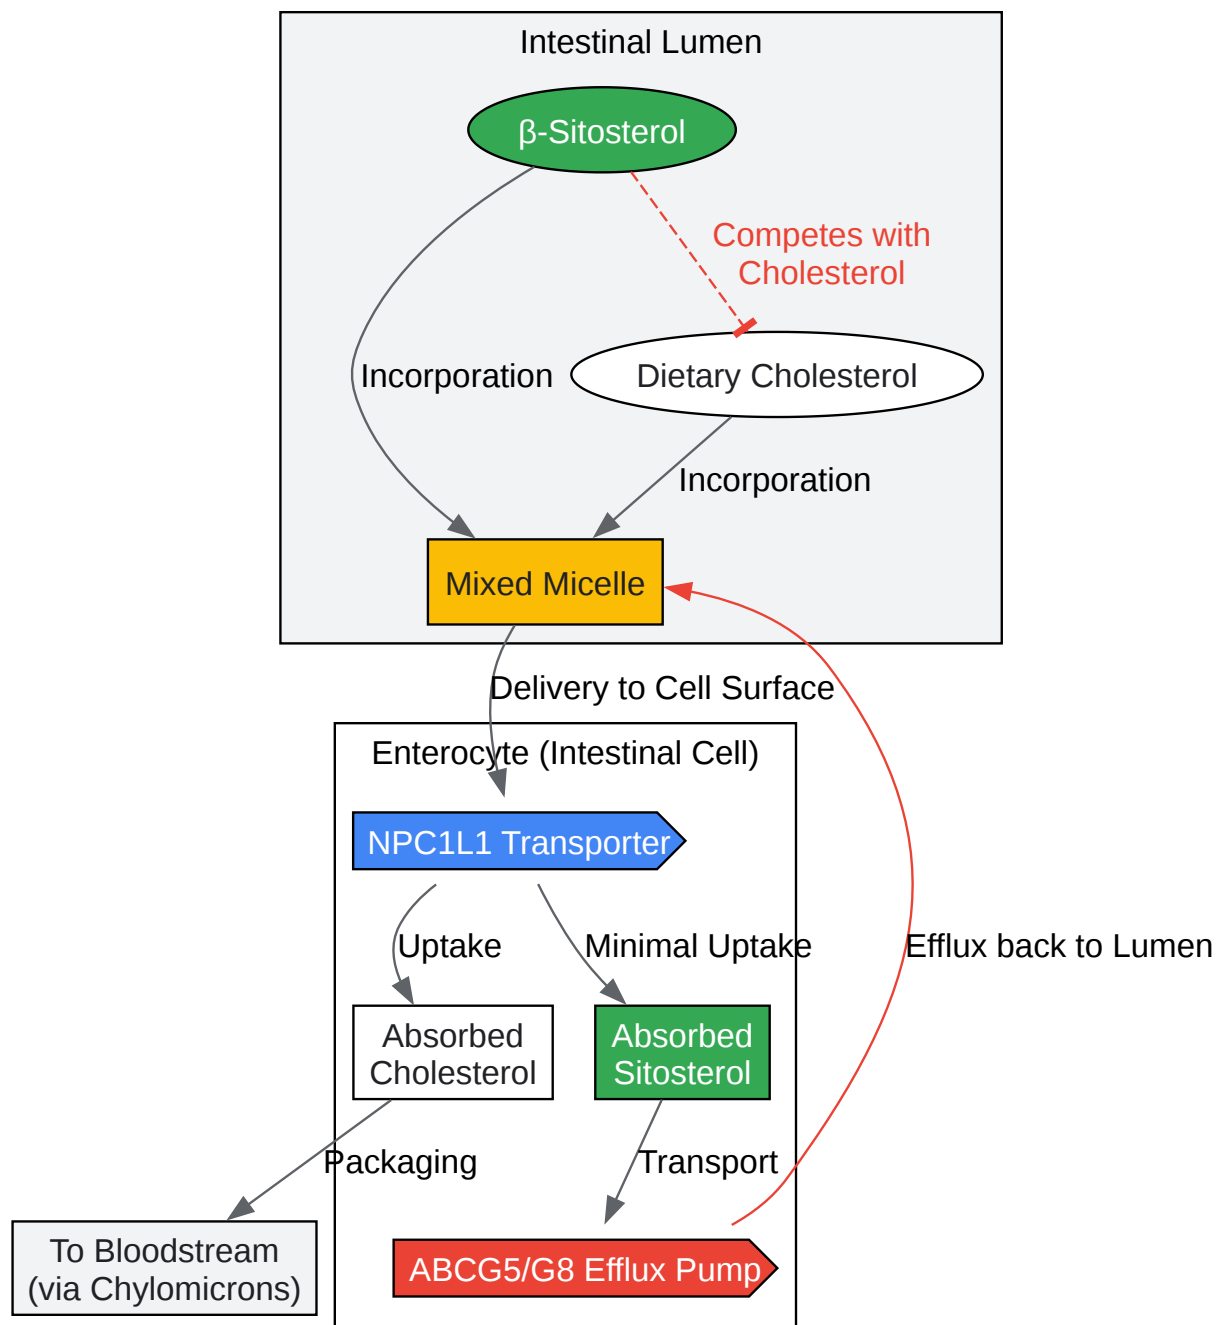 Intestinal Lumen
β-Sitosterol
Competes with
Cholesterol
Incorporation
Dietary Cholesterol
Incorporation
Mixed Micelle
Delivery to Cell Surface
Enterocyte (Intestinal Cell)
NPC1L1 Transporter
Uptake
Minimal Uptake
Efflux back to Lumen
Absorbed
Cholesterol
Absorbed
Sitosterol
Packaging
Transport
To Bloodstream
(via Chylomicrons)
ABCG5/G8 Efflux Pump